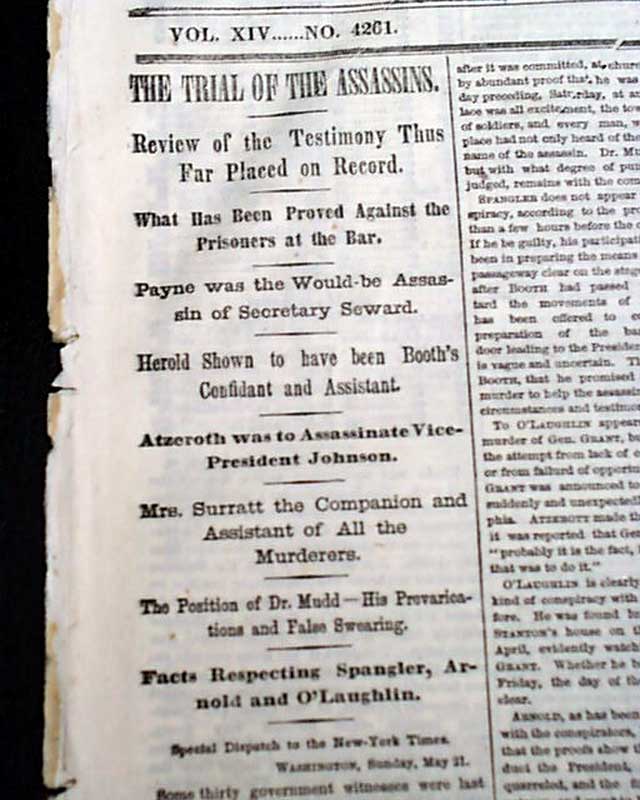 VOL. XIV......NO. 4261.
THE TRIAL OF THE ASSASSINS.
Review of the Testimony Thus
Far Placed on Record.
What Has Been Proved Against the
Prisoners at the Bar.
Payne was the Would-be Assas-
sin of Secretary Seward.
Herold Shown to have been Booth's
Confidant and Assistant.
Atzeroth was to Assassinate Vice-
President Johnson.
Mrs. Surratt the Companion and
Assistant of All the
Murderers.
The Position of Dr. Mudd—His Prevarica-
tions and False Swearing.
Facts Respecting Spangler, Ar-
nold and O'Laughlin.
Special Dispatch to the New-York Times.
WASHINGTON, Sunday, May 21.
Some thirty government witnesses were last
after it was committed, at church
by abundant proof that he was
day preceding, Saturday, at
lace was all excitement, the
of soldiers, and every man,
place had not only heard of the
name of the assassin. Dr.
but with what degree of
judged, remains with the
SPANGLER does not appear
spiracy, according to the
than a few hours before the
If he be guilty, his
been in preparing the means
passageway clear on the
after BOOTH had passed
tard the movements of
has been offered to
preparation of the
door leading to the
is vague and uncertain.
BOOTH, that he promised
murder to help the
circumstances and
To O'LAUGHLIN
murder of Gen. GRANT,
the attempt from lack of
or from failurd of
GRANT was announced to
suddenly and
phia. ATZEROTT made
it was reported that
"probably it is the fact,
that was to do it."
O'LAUGHLIN is clearly
kind of conspiracy with
fore. He was found
STANTON'S house on
April, evidently
GRANT. Whether he
Friday, the day of the
clear.
ARNOLD, as has been
with the conspirators,
that the proofs show
duct the President,
quarreled, and the